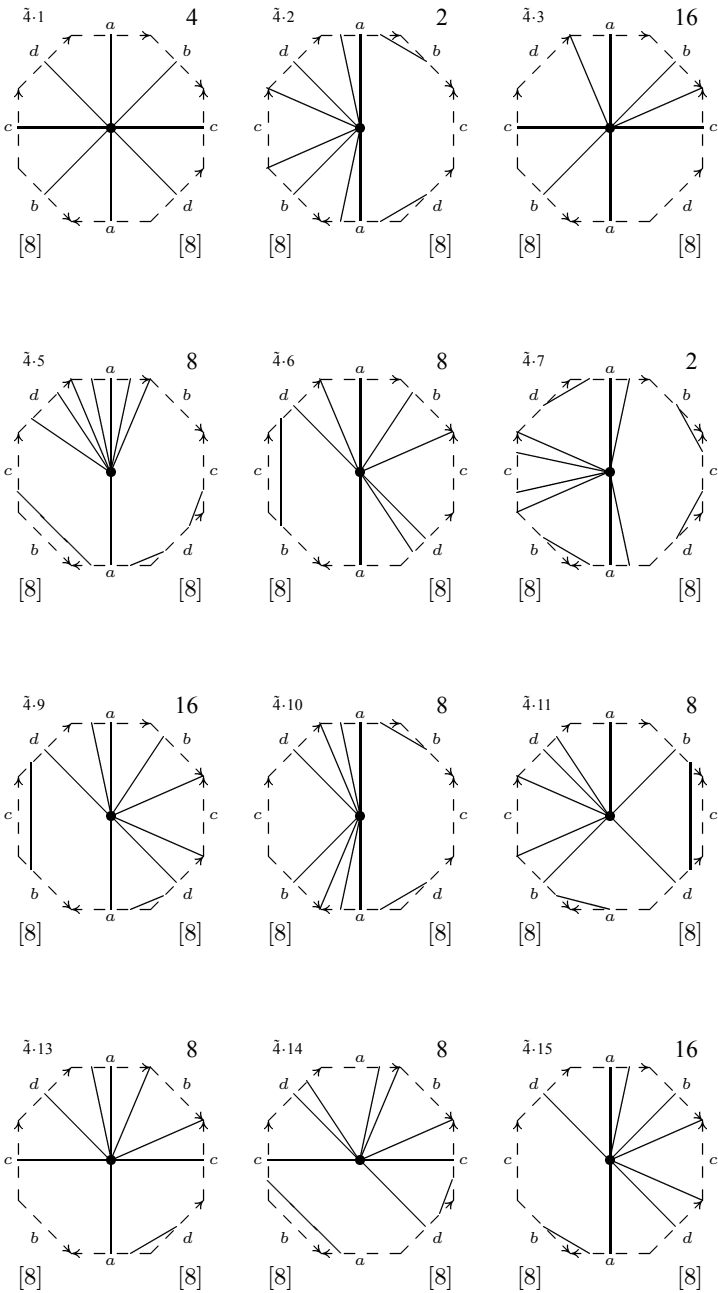 4̃·1 a 4 4̃·2 a 2 4̃·3 a 16
d b d b d b
c c c c c c
b d b d b d
a a a
[8] [8] [8] [8] [8] [8]
4̃·5 a 8 4̃·6 a 8 4̃·7 a 2
d b d b d b
c c c c c c
b d b d b d
a a a
[8] [8] [8] [8] [8] [8]
4̃·9 a 16 4̃·10 a 8 4̃·11 a 8
d b d b d b
c c c c c c
b d b d b d
a a a
[8] [8] [8] [8] [8] [8]
4̃·13 a 8 4̃·14 a 8 4̃·15 a 16
d b d b d b
c c c c c c
b d b d b d
a a a
[8] [8] [8] [8] [8] [8]